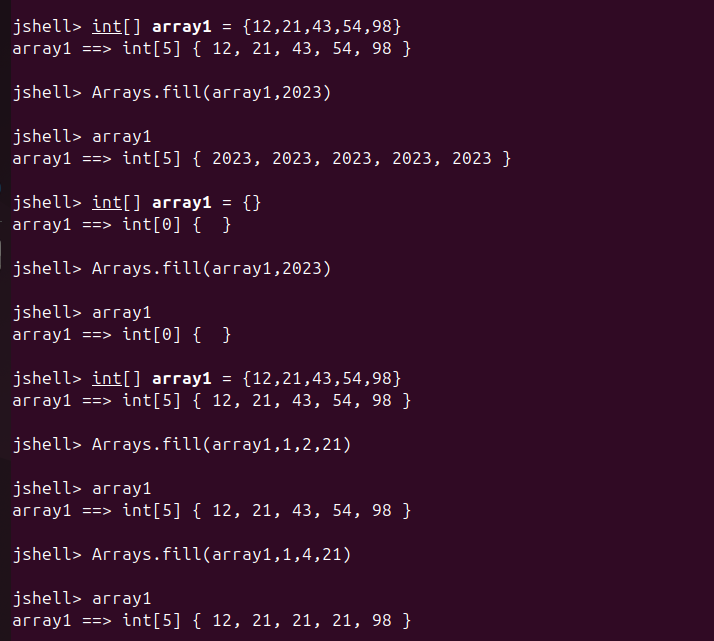 jshell> int[] array1 = {12,21,43,54,98}
array1 ==> int[5] { 12, 21, 43, 54, 98 }
jshell> Arrays.fill(array1,2023)
jshell> array1
array1 ==> int[5] { 2023, 2023, 2023, 2023, 2023 }
jshell> int[] array1 = {}
array1 ==> int[0] {  }
jshell> Arrays.fill(array1,2023)
jshell> array1
array1 ==> int[0] {  }
jshell> int[] array1 = {12,21,43,54,98}
array1 ==> int[5] { 12, 21, 43, 54, 98 }
jshell> Arrays.fill(array1,1,2,21)
jshell> array1
array1 ==> int[5] { 12, 21, 43, 54, 98 }
jshell> Arrays.fill(array1,1,4,21)
jshell> array1
array1 ==> int[5] { 12, 21, 21, 21, 98 }